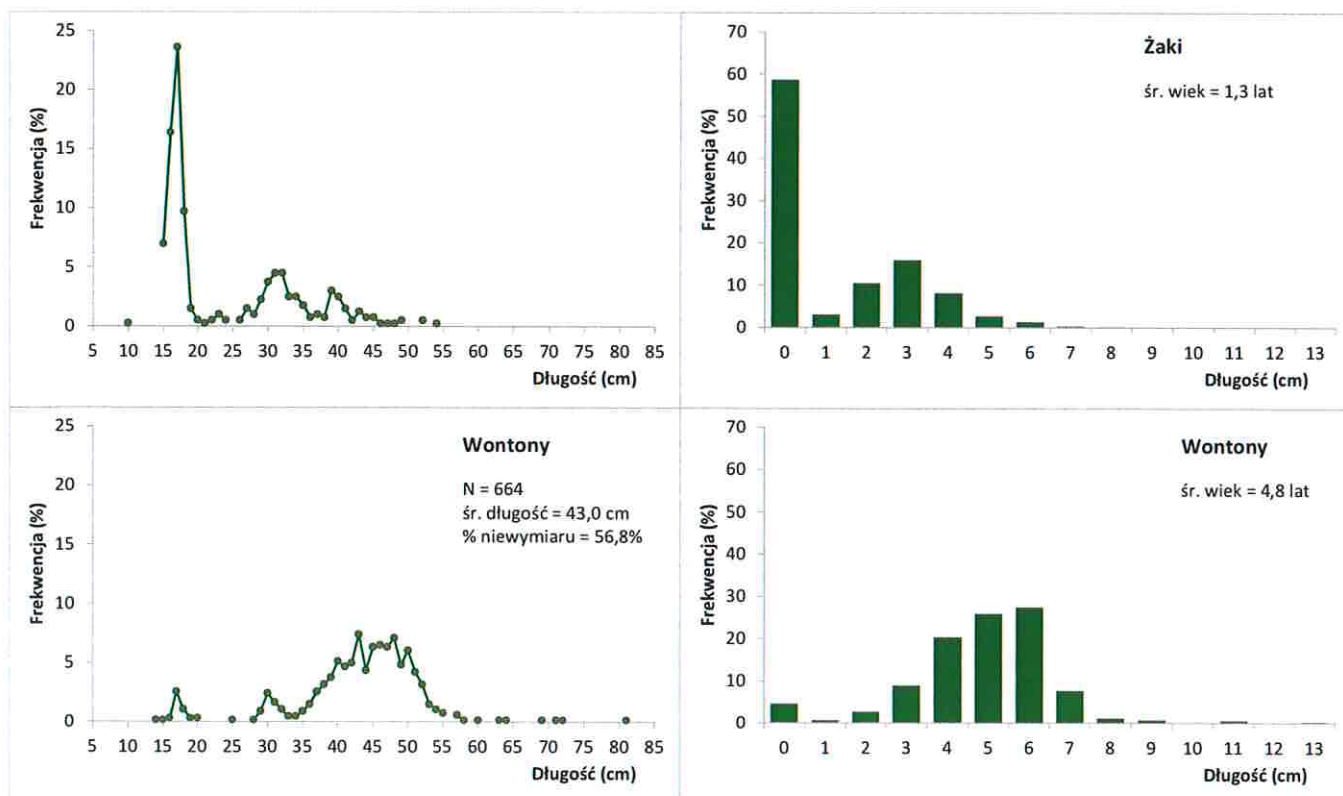 25
20
15
10
5
0
Frekwencja (%)
5 10 15 20 25 30 35 40 45 50 55 60 65 70 75 80 85
Długość (cm)
70
60
50
40
30
20
10
0
Frekwencja (%)
Żaki
śr. wiek = 1,3 lat
0 1 2 3 4 5 6 7 8 9 10 11 12 13
Długość (cm)
25
20
15
10
5
0
Frekwencja (%)
Wontony
N = 664
śr. długość = 43,0 cm
% niewymiaru = 56,8%
5 10 15 20 25 30 35 40 45 50 55 60 65 70 75 80 85
Długość (cm)
70
60
50
40
30
20
10
0
Frekwencja (%)
Wontony
śr. wiek = 4,8 lat
0 1 2 3 4 5 6 7 8 9 10 11 12 13
Długość (cm)